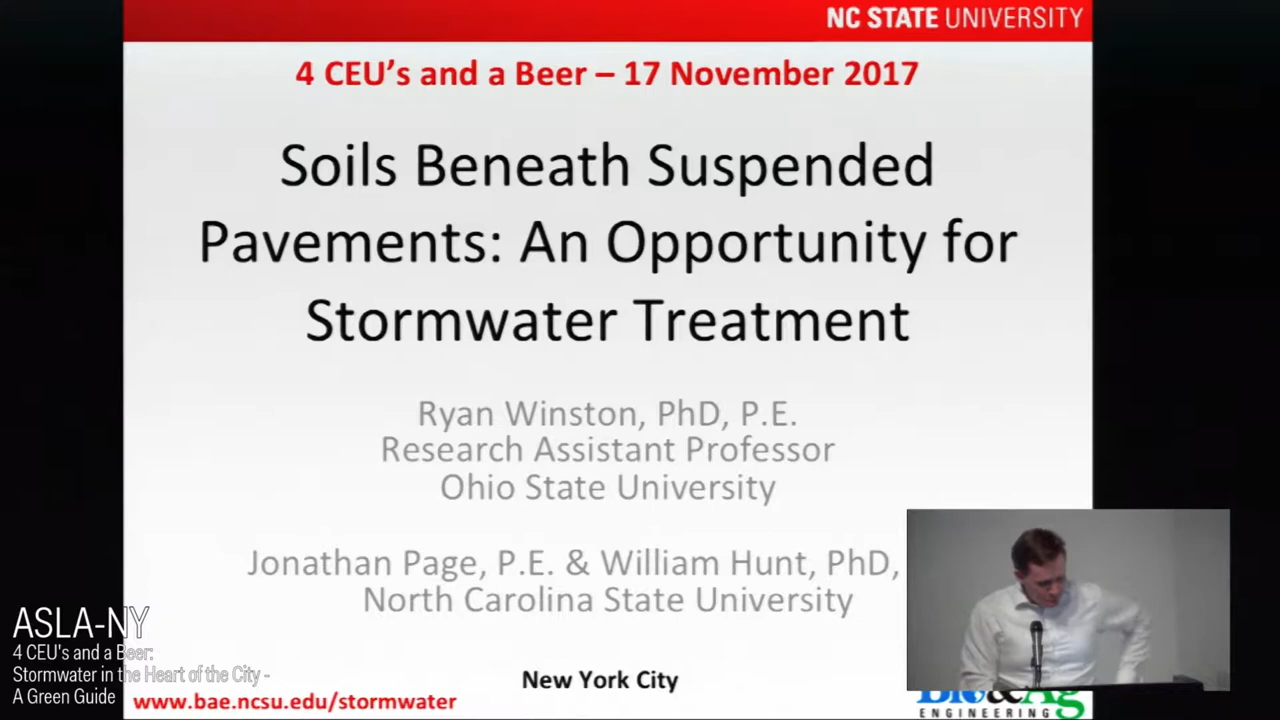 NC STATE UNIVERSITY
4 CEU's and a Beer – 17 November 2017
Soils Beneath Suspended
Pavements: An Opportunity for
Stormwater Treatment
Ryan Winston, PhD, P.E.
Research Assistant Professor
Ohio State University
Jonathan Page, P.E. & William Hunt, PhD,
North Carolina State University
New York City
www.bae.ncsu.edu/stormwater
ENGINEERING
ASLA-NY
4 CEU's and a Beer:
Stormwater in the Heart of the City -
A Green Guide